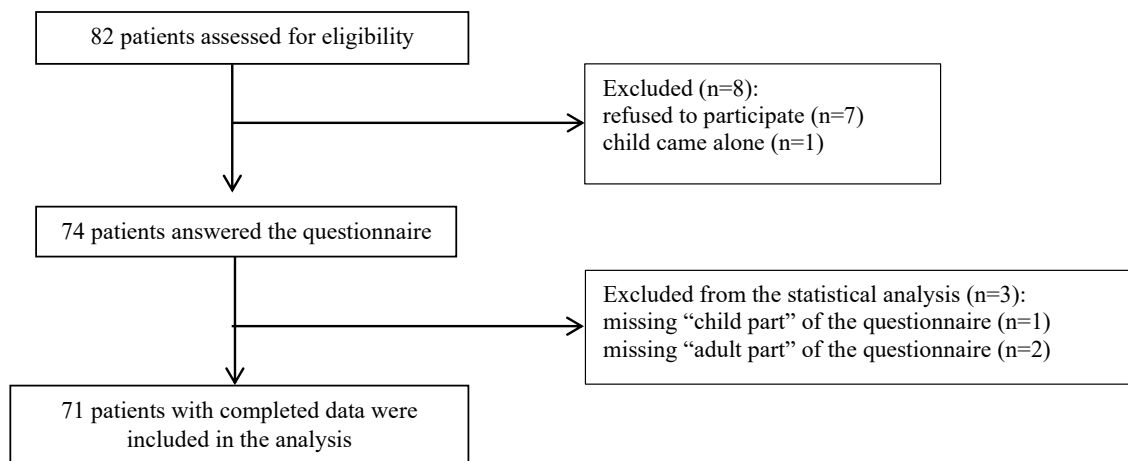 82 patients assessed for eligibility
Excluded (n=8):
refused to participate (n=7)
child came alone (n=1)
74 patients answered the questionnaire
Excluded from the statistical analysis (n=3):
missing “child part” of the questionnaire (n=1)
missing “adult part” of the questionnaire (n=2)
71 patients with completed data were
included in the analysis